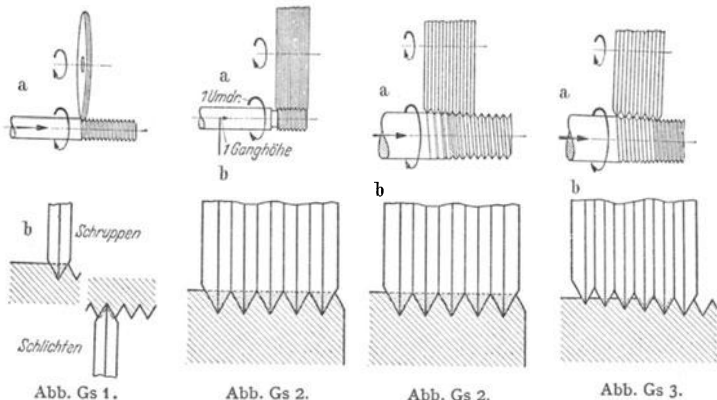 a
a
1 Umdr.
1 Ganghöhe
a
a
b
Schruppen
Schlichten
b
b
b
Abb. Gs 1.
Abb. Gs 2.
Abb. Gs 2.
Abb. Gs 3.